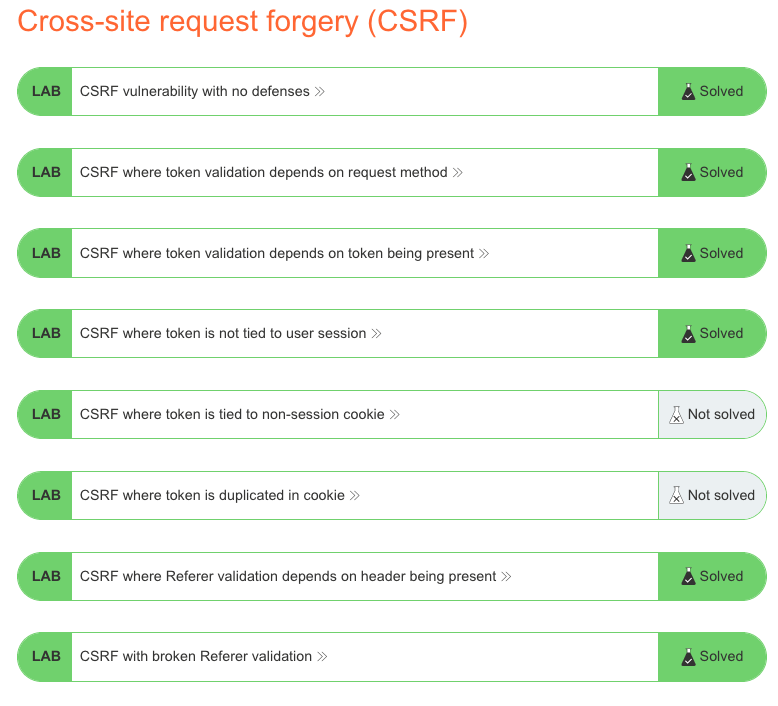 Cross-site request forgery (CSRF)
LAB CSRF vulnerability with no defenses Solved
LAB CSRF where token validation depends on request method Solved
LAB CSRF where token validation depends on token being present Solved
LAB CSRF where token is not tied to user session Solved
LAB CSRF where token is tied to non-session cookie Not solved
LAB CSRF where token is duplicated in cookie Not solved
LAB CSRF where Referer validation depends on header being present Solved
LAB CSRF with broken Referer validation Solved